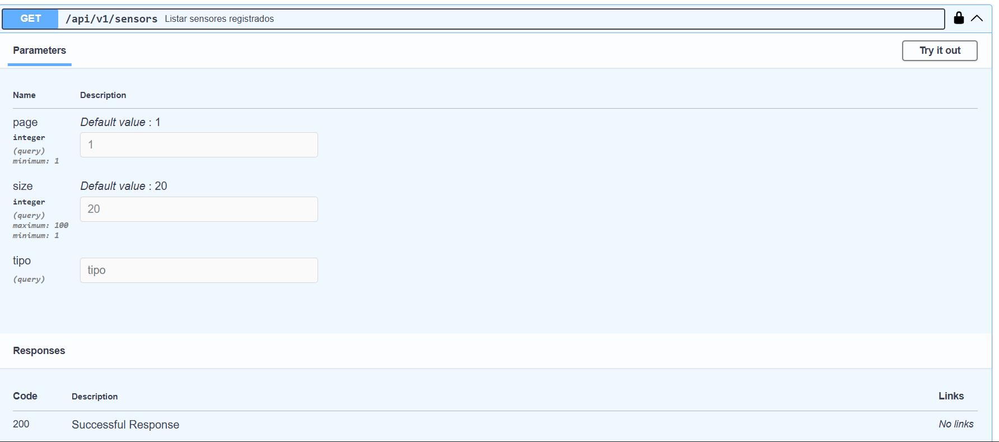 GET /api/v1/sensors Listar sensores registrados
Parameters
Try it out
Name Description
page Default value : 1
integer
(query)
minimum: 1
1
size Default value : 20
integer
(query)
maximum: 100
minimum: 1
20
tipo
(query)
tipo
Responses
Code Description Links
200 Successful Response No links